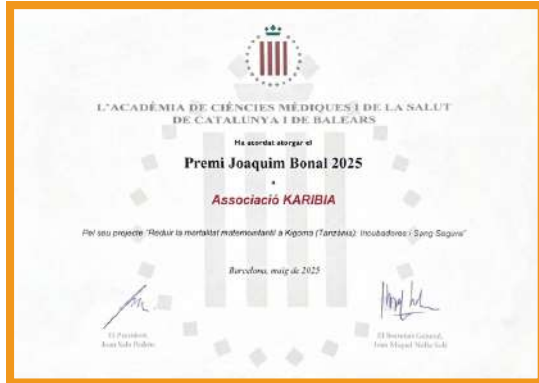 L'ACADÈMIA DE CIÈNCIES MÈDIQUES I DE LA SALUT
DE CATALUNYA I DE BALEARS
Ha acordat atorgar el
Premi Joaquim Bonal 2025
a
Associació KARIBIA
Pel seu projecte "Reduir la mortalitat maternoinfantil a Kigoma (Tanzània): Incubadores i Sang Segura"
Barcelona, maig de 2025
El President,
El Secretari General,